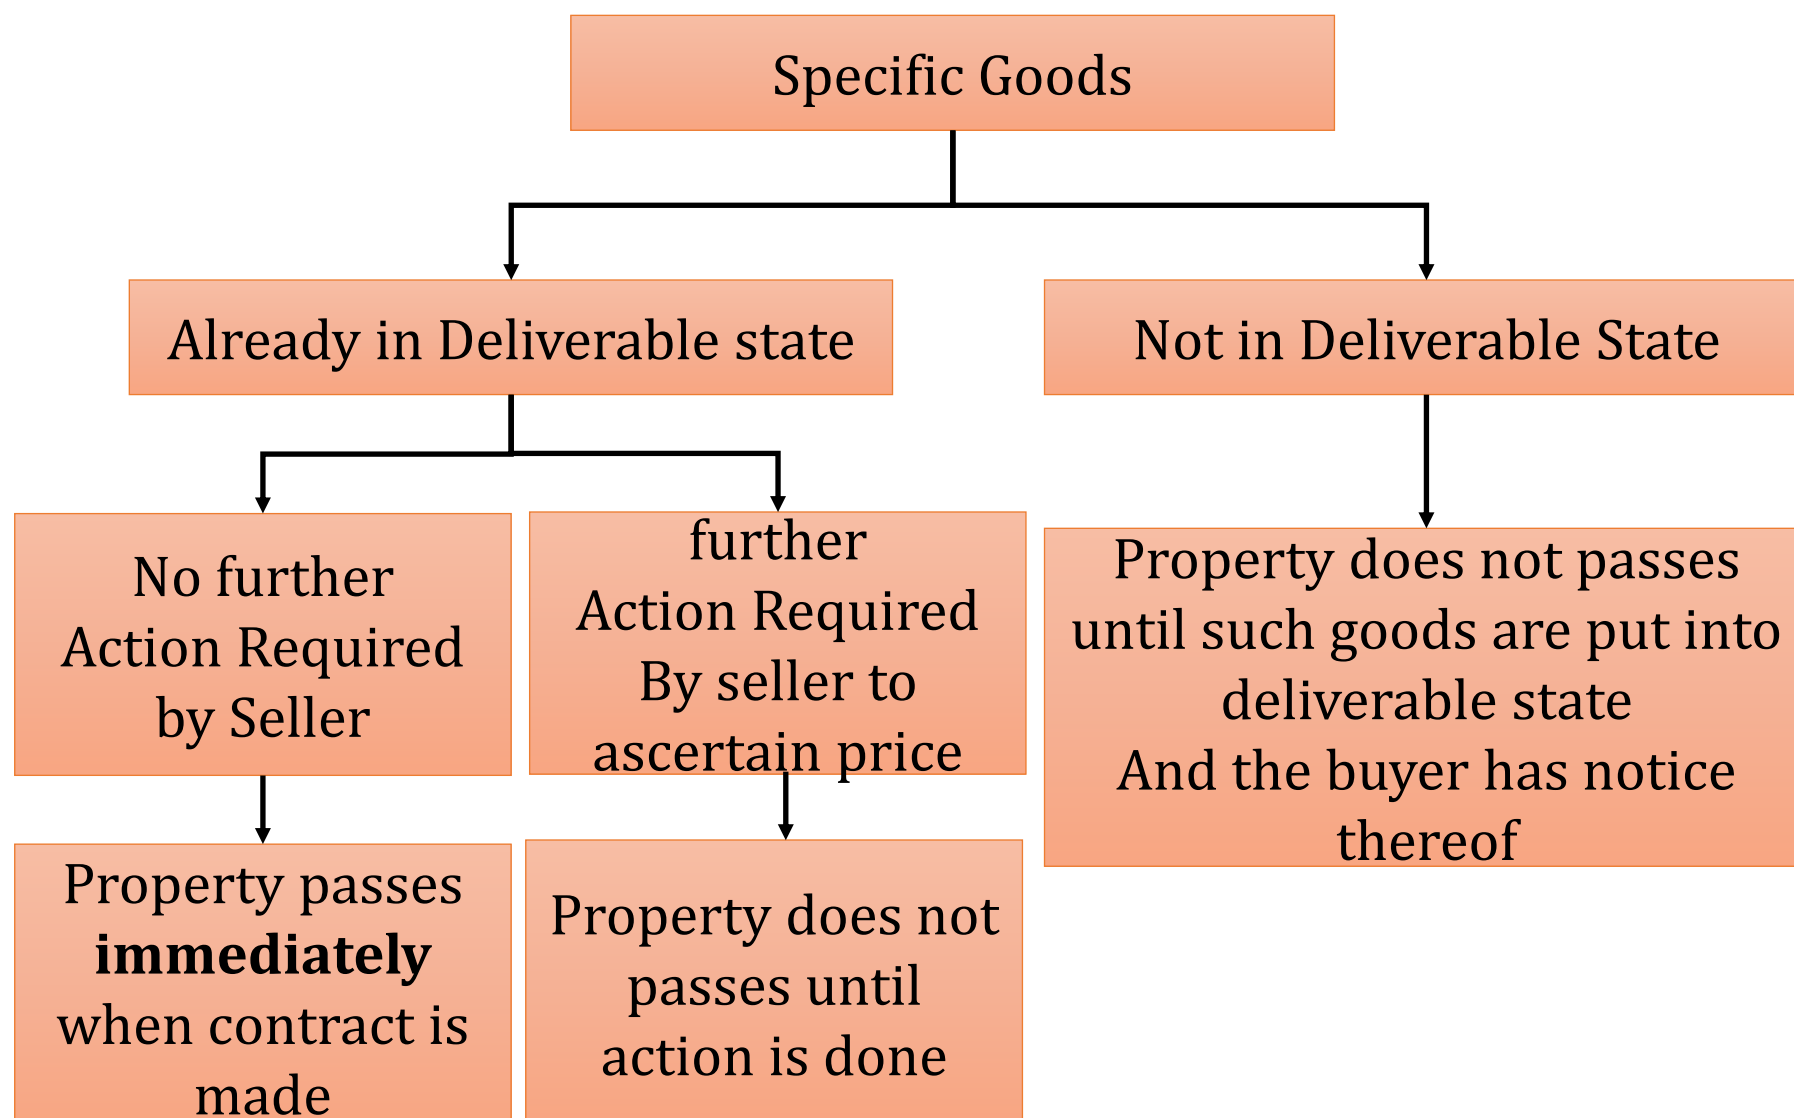 Specific Goods
Already in Deliverable state
Not in Deliverable State
No further
Action Required
by Seller
further
Action Required
By seller to
ascertain price
Property does not passes
until such goods are put into
deliverable state
And the buyer has notice
thereof
Property passes
immediately
when contract is
made
Property does not
passes until
action is done